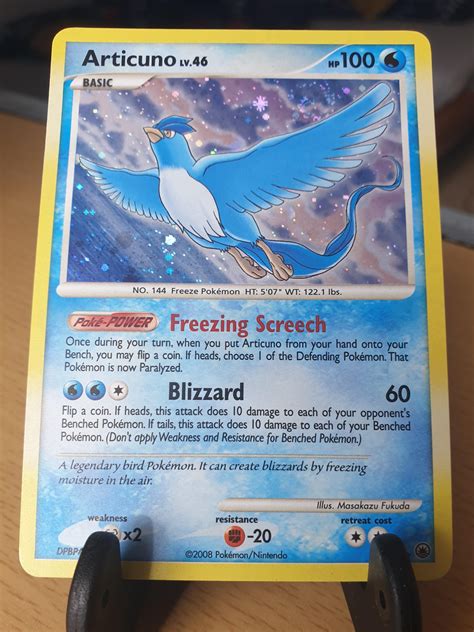 Articuno LV.46 HP 100
BASIC
NO. 144 Freeze Pokémon HT: 5'07" WT: 122.1 lbs.
Poké-POWER Freezing Screech
Once during your turn, when you put Articuno from your hand onto your
Bench, you may flip a coin. If heads, choose 1 of the Defending Pokémon. That
Pokémon is now Paralyzed.
Blizzard 60
Flip a coin. If heads, this attack does 10 damage to each of your opponent's
Benched Pokémon. If tails, this attack does 10 damage to each of your
Benched Pokémon. (Don't apply Weakness and Resistance for Benched Pokémon.)
A legendary bird Pokémon. It can create blizzards by freezing
moisture in the air.
Illus. Masakazu Fukuda
weakness resistance retreat cost
x2 -20
©2008 Pokémon/Nintendo